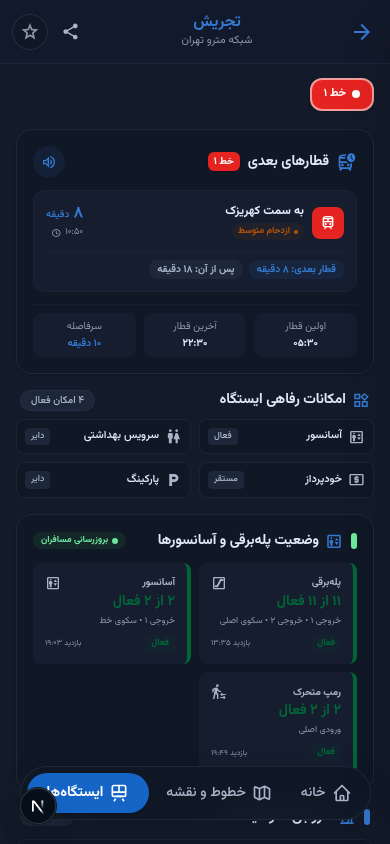 تجریش
شبکه مترو تهران
خط ۱
قطارهای بعدی
خط ۱
به سمت کهریزک
ازدحام متوسط
۸ دقیقه
۱۰:۵۰
قطار بعدی: ۸ دقیقه
پس از آن: ۱۸ دقیقه
اولین قطار
۰۵:۳۰
آخرین قطار
۲۲:۳۰
سرفاصله
۱۰ دقیقه
امکانات رفاهی ایستگاه
۴ امکان فعال
آسانسور
فعال
سرویس بهداشتی
دایر
خودپرداز
مستقر
پارکینگ
دایر
وضعیت پله‌برقی و آسانسورها
بروزرسانی مسافران
پله‌برقی
۱۱ از ۱۱ فعال
خروجی ۱ • خروجی ۲ • سکوی اصلی
فعال
بازدید ۱۳:۳۵
آسانسور
۲ از ۲ فعال
خروجی ۱ • سکوی خط
فعال
بازدید ۱۹:۰۳
رمپ متحرک
۲ از ۲ فعال
ورودی اصلی
فعال
بازدید ۱۹:۴۹
خانه
خطوط و نقشه
ایستگاه‌ها
N